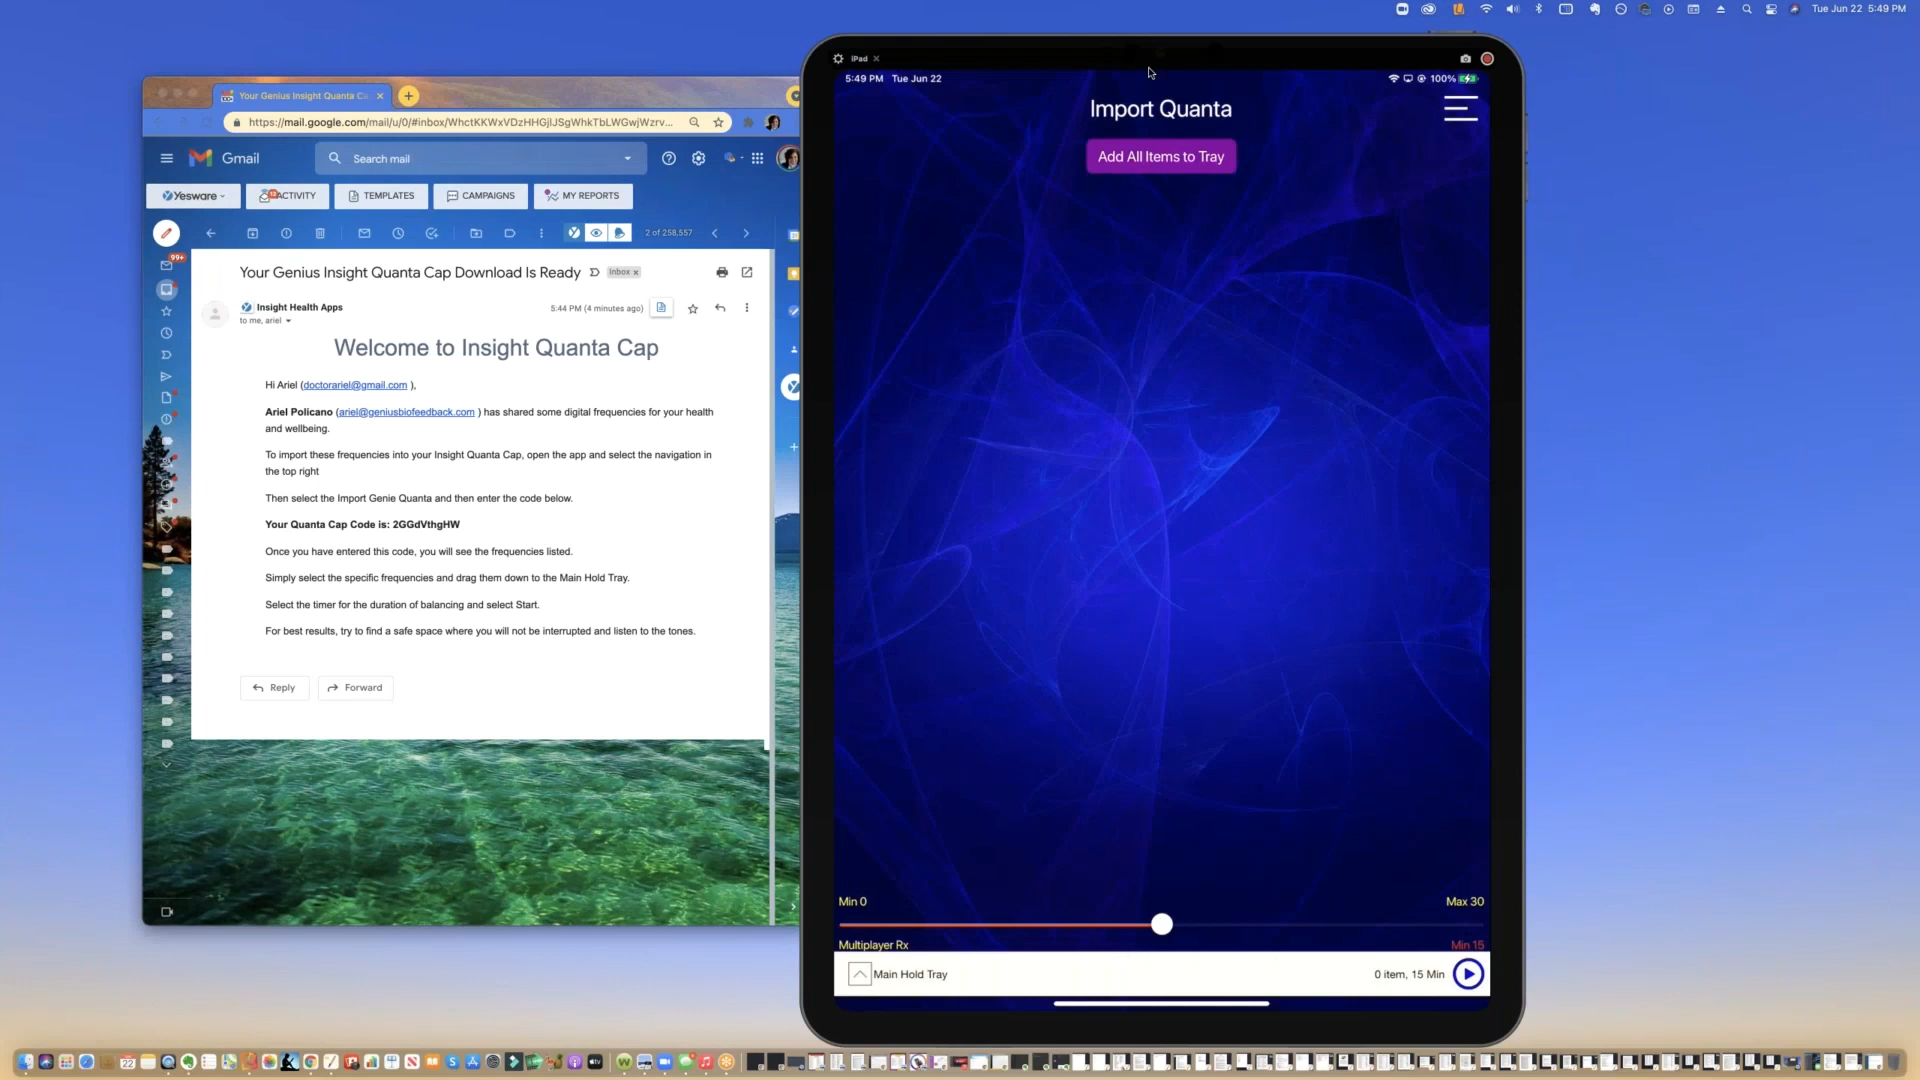 Tue Jun 22 5:49 PM
iPad
5:49 PM Tue Jun 22
100%
Import Quanta
Add All Items to Tray
Min 0
Max 30
Multiplayer Rx
Min 15
Main Hold Tray
0 item, 15 Min
Your Genius Insight Quanta C
https://mail.google.com/mail/u/0/#inbox/WhctKKWxVDzHHGjlJSgWhkTbLWGwjWzrv...
Gmail
Search mail
Yesware
ACTIVITY
TEMPLATES
CAMPAIGNS
MY REPORTS
2 of 258,557
99+
Your Genius Insight Quanta Cap Download Is Ready
Inbox x
Insight Health Apps
5:44 PM (4 minutes ago)
to me, ariel
Welcome to Insight Quanta Cap
Hi Ariel (doctorariel@gmail.com ),
Ariel Policano (ariel@geniusbiofeedback.com ) has shared some digital frequencies for your health
and wellbeing.
To import these frequencies into your Insight Quanta Cap, open the app and select the navigation in
the top right
Then select the Import Genie Quanta and then enter the code below.
Your Quanta Cap Code is: 2GGdVthgHW
Once you have entered this code, you will see the frequencies listed.
Simply select the specific frequencies and drag them down to the Main Hold Tray.
Select the timer for the duration of balancing and select Start.
For best results, try to find a safe space where you will not be interrupted and listen to the tones.
Reply
Forward